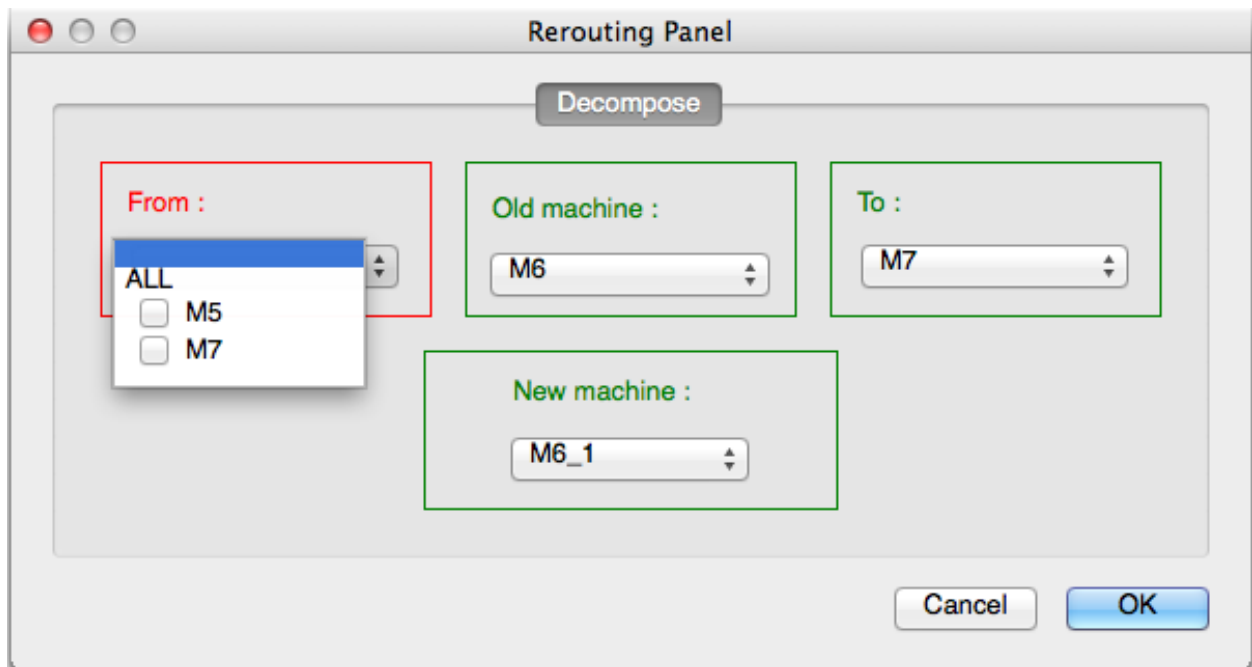 Rerouting Panel
Decompose
From :
ALL
M5
M7
Old machine :
M6
To :
M7
New machine :
M6_1
Cancel
OK